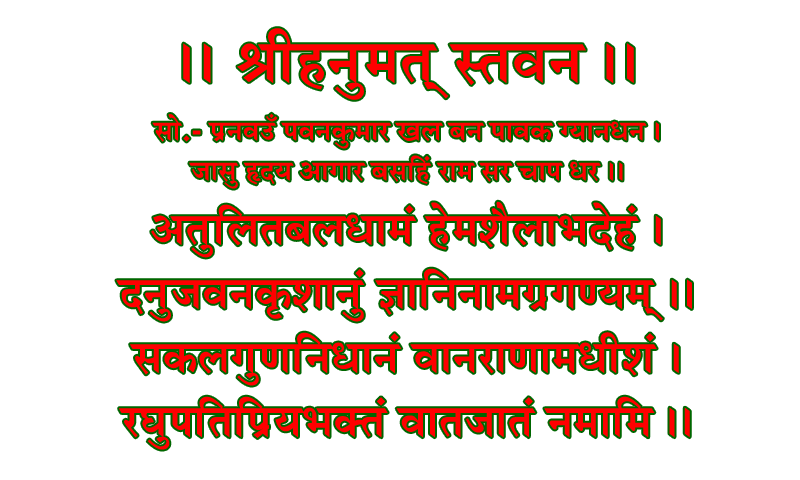 ।। श्रीहनुमत् स्तवन ।।
सो.- प्रनवउँ पवनकुमार खल बन पावक ग्यानधन ।
जासु हृदय आगार बसहिं राम सर चाप धर ।।
अतुलितबलधामं हेमशैलाभदेहं ।
दनुजवनकृशानुं ज्ञानिनामग्रगण्यम् ।।
सकलगुणनिधानं वानराणामधीशं ।
रघुपतिप्रियभक्तं वातजातं नमामि ।।